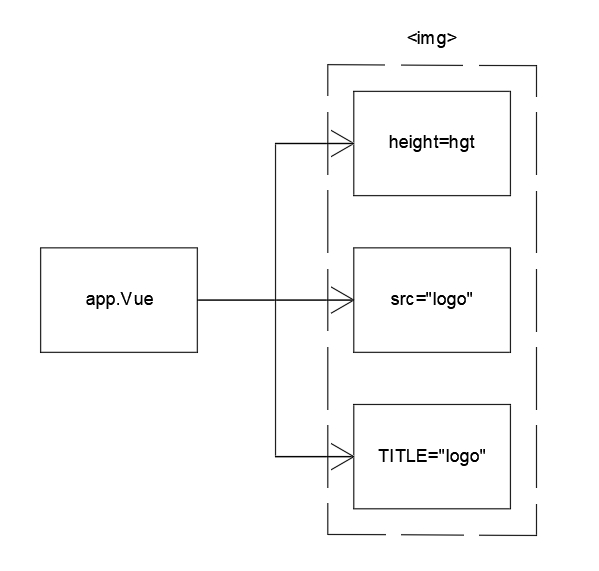 <img>
height=hgt
app.Vue
src="logo"
TITLE="logo"